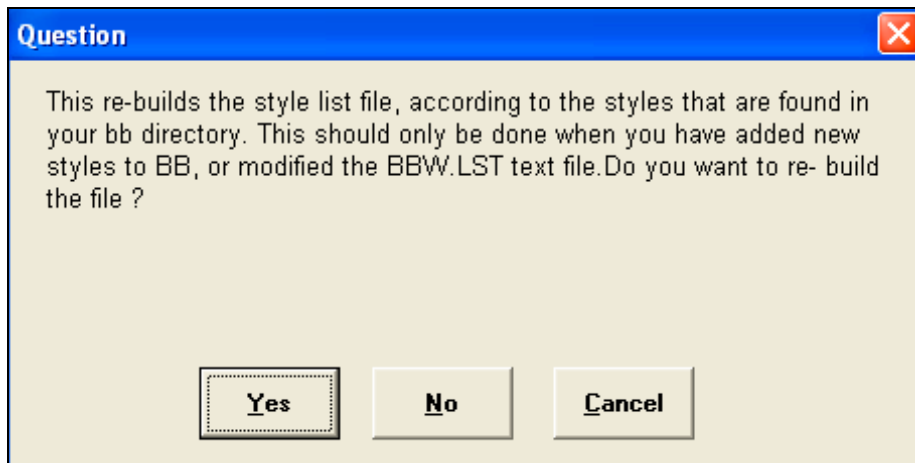 Question
This re-builds the style list file, according to the styles that are found in
your bb directory. This should only be done when you have added new
styles to BB, or modified the BBW.LST text file.Do you want to re- build
the file ?
Yes
No
Cancel